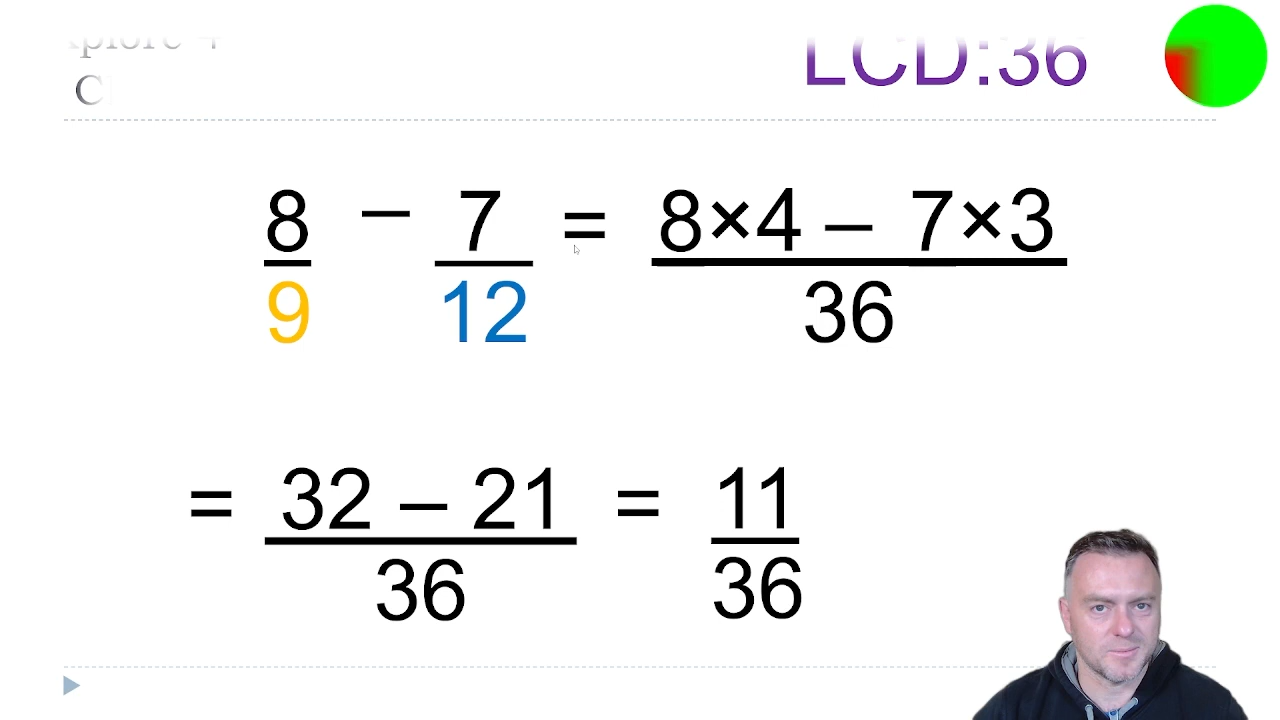 LCD:36
8/9 – 7/12 = 8×4 – 7×3/36
= 32 – 21/36 = 11/36